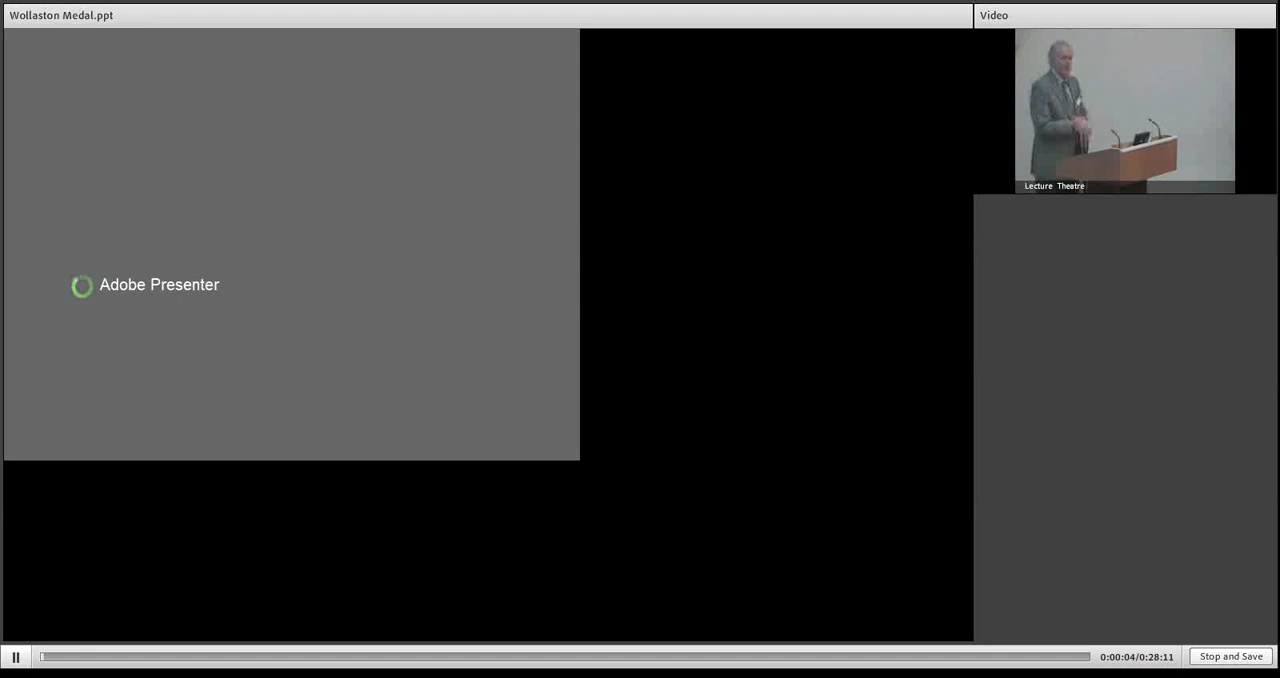 Wollaston Medal.ppt
Video
Lecture Theatre
Adobe Presenter
0:00:04/0:28:11
Stop and Save